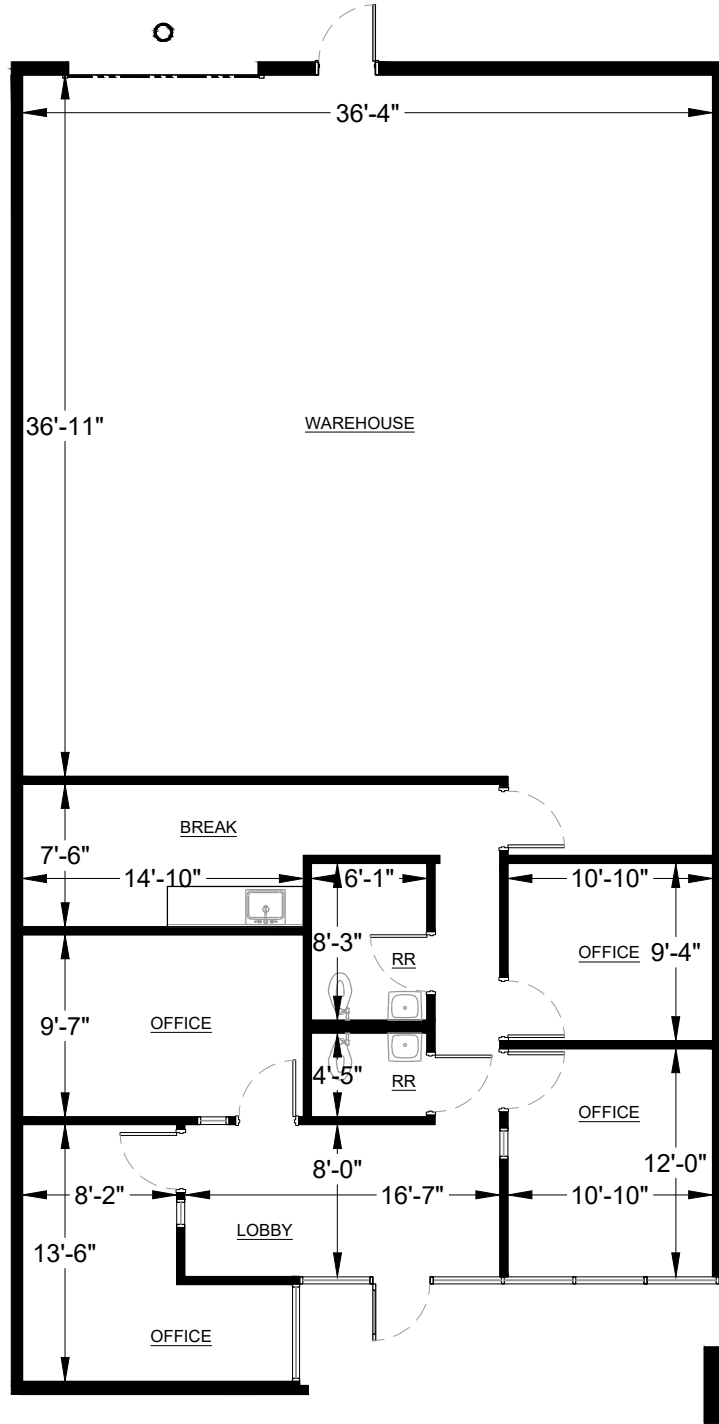 36'-4"
36'-11"
WAREHOUSE
BREAK
7'-6"
14'-10"
6'-1"
10'-10"
8'-3"
RR
OFFICE
9'-4"
OFFICE
9'-7"
4'-5"
RR
OFFICE
8'-0"
12'-0"
8'-2"
16'-7"
10'-10"
LOBBY
13'-6"
OFFICE